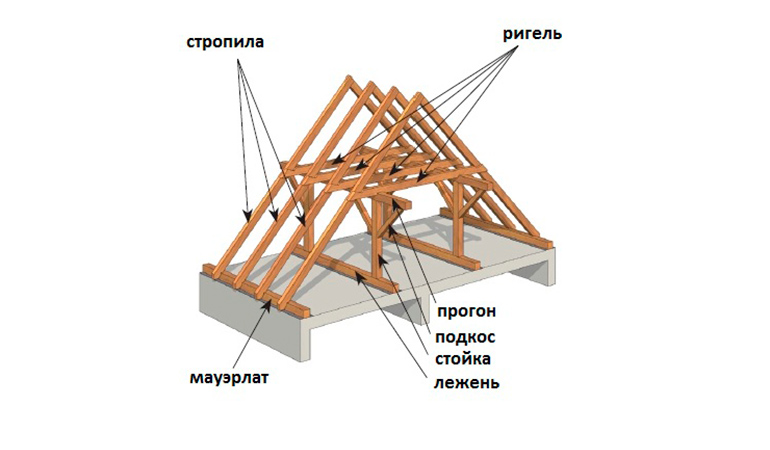 стропила
ригель
прогон
подкос
стойка
лежень
мауэрлат